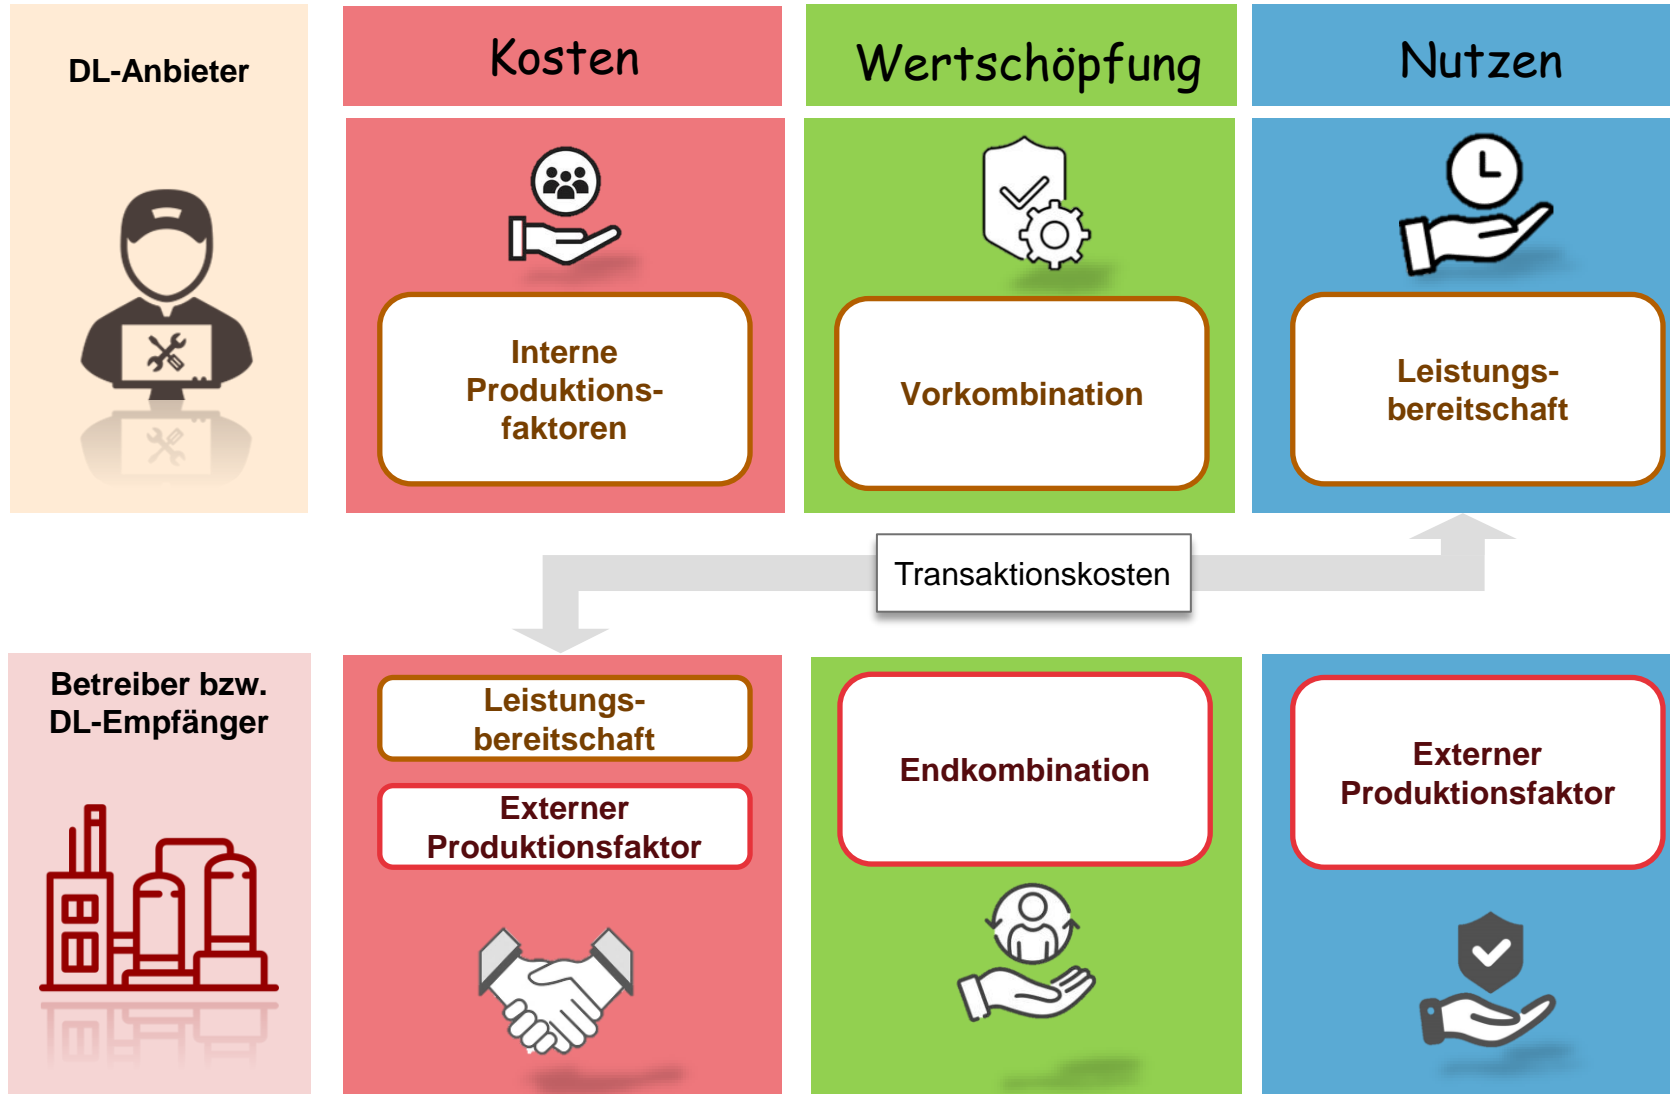 DL-Anbieter
Kosten
Wertschöpfung
Nutzen
Interne
Produktions-
faktoren
Vorkombination
Leistungs-
bereitschaft
Transaktionskosten
Betreiber bzw.
DL-Empfänger
Leistungs-
bereitschaft
Externer
Produktionsfaktor
Endkombination
Externer
Produktionsfaktor